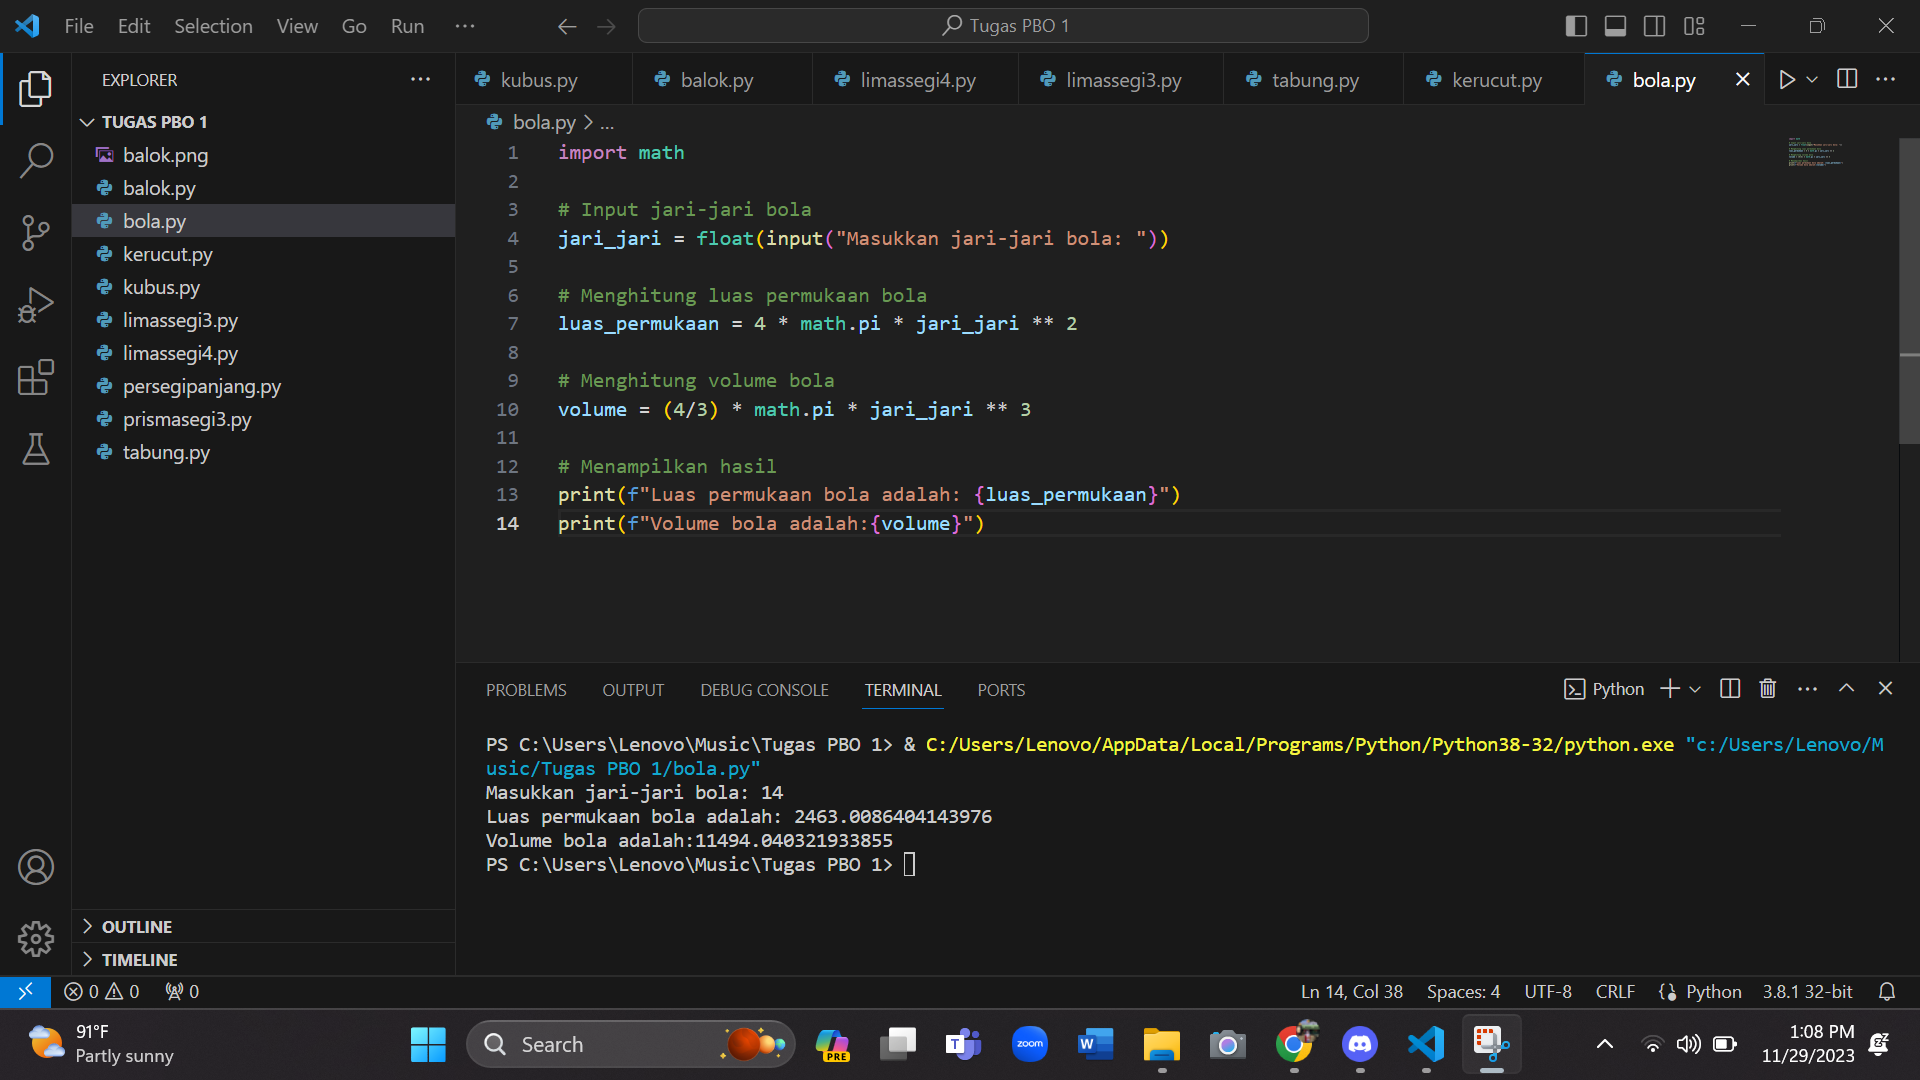 File Edit Selection View Go Run ···
Tugas PBO 1
EXPLORER
TUGAS PBO 1
balok.png
balok.py
bola.py
kerucut.py
kubus.py
limassegi3.py
limassegi4.py
persegipanjang.py
prismasegi3.py
tabung.py
OUTLINE
TIMELINE
kubus.py balok.py limassegi4.py limassegi3.py tabung.py kerucut.py bola.py
bola.py > ...
1 import math
2
3 # Input jari-jari bola
4 jari_jari = float(input("Masukkan jari-jari bola: "))
5
6 # Menghitung luas permukaan bola
7 luas_permukaan = 4 * math.pi * jari_jari ** 2
8
9 # Menghitung volume bola
10 volume = (4/3) * math.pi * jari_jari ** 3
11
12 # Menampilkan hasil
13 print(f"Luas permukaan bola adalah: {luas_permukaan}")
14 print(f"Volume bola adalah:{volume}")
PROBLEMS OUTPUT DEBUG CONSOLE TERMINAL PORTS
Python
PS C:\Users\Lenovo\Music\Tugas PBO 1> & C:/Users/Lenovo/AppData/Local/Programs/Python/Python38-32/python.exe "c:/Users/Lenovo/M
usic/Tugas PBO 1/bola.py"
Masukkan jari-jari bola: 14
Luas permukaan bola adalah: 2463.0086404143976
Volume bola adalah:11494.040321933855
PS C:\Users\Lenovo\Music\Tugas PBO 1>
0 0 0
Ln 14, Col 38 Spaces: 4 UTF-8 CRLF Python 3.8.1 32-bit
91°F
Partly sunny
Search
PRE
T
zoom
W
1:08 PM
11/29/2023